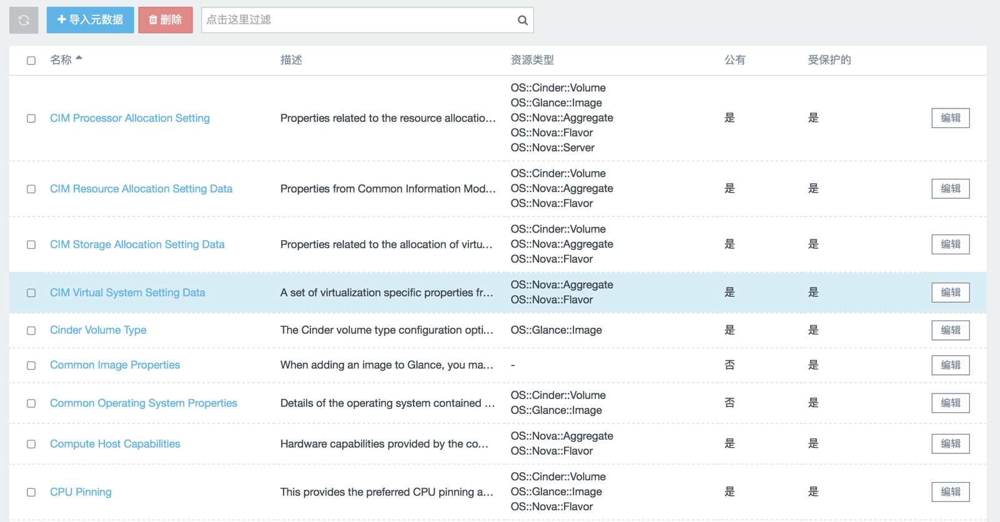 导入元数据 删除 点击这里过滤
名称 描述 资源类型 公有 受保护的
OS::Cinder::Volume
OS::Glance::Image
CIM Processor Allocation Setting Properties related to the resource allocatio... OS::Nova::Aggregate 是 是 编辑
OS::Nova::Flavor
OS::Nova::Server
OS::Cinder::Volume
CIM Resource Allocation Setting Data Properties from Common Information Mod... OS::Nova::Aggregate 是 是 编辑
OS::Nova::Flavor
OS::Cinder::Volume
CIM Storage Allocation Setting Data Properties related to the allocation of virtu... OS::Nova::Aggregate 是 是 编辑
OS::Nova::Flavor
CIM Virtual System Setting Data A set of virtualization specific properties fr... OS::Nova::Aggregate 是 是 编辑
OS::Nova::Flavor
Cinder Volume Type The Cinder volume type configuration opti... OS::Glance::Image 是 是 编辑
Common Image Properties When adding an image to Glance, you ma... - 否 是 编辑
Common Operating System Properties Details of the operating system contained ... OS::Cinder::Volume 否 是 编辑
OS::Glance::Image
Compute Host Capabilities Hardware capabilities provided by the co... OS::Nova::Aggregate 是 是 编辑
OS::Nova::Flavor
OS::Cinder::Volume
CPU Pinning This provides the preferred CPU pinning a... OS::Glance::Image 是 是 编辑
OS::Nova::Flavor